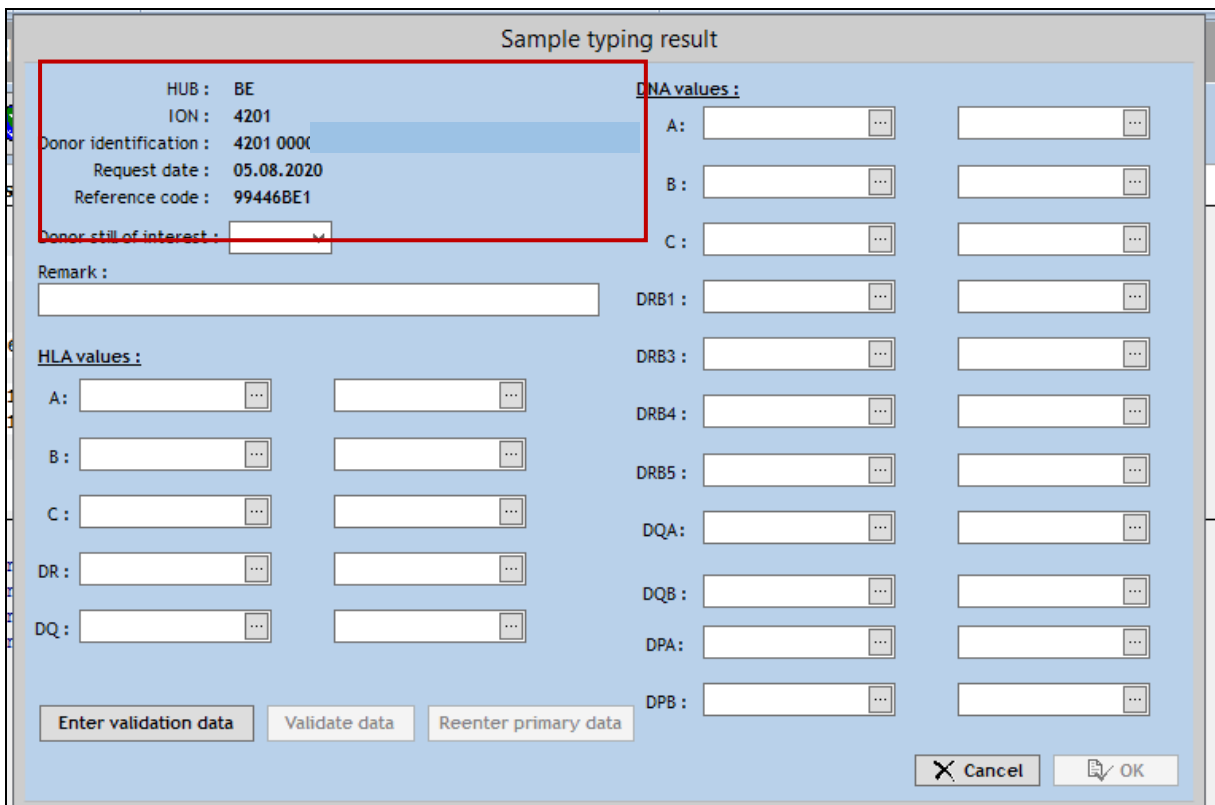 Sample typing result
HUB : BE
ION : 4201
Donor identification : 4201 0000
Request date : 05.08.2020
Reference code : 99446BE1
Donor still of interest :
Remark :
HLA values :
A:
B :
C :
DR :
DQ :
Enter validation data Validate data Reenter primary data
DNA values :
A:
B :
C :
DRB1 :
DRB3 :
DRB4 :
DRB5 :
DQA:
DQB :
DPA:
DPB :
Cancel OK